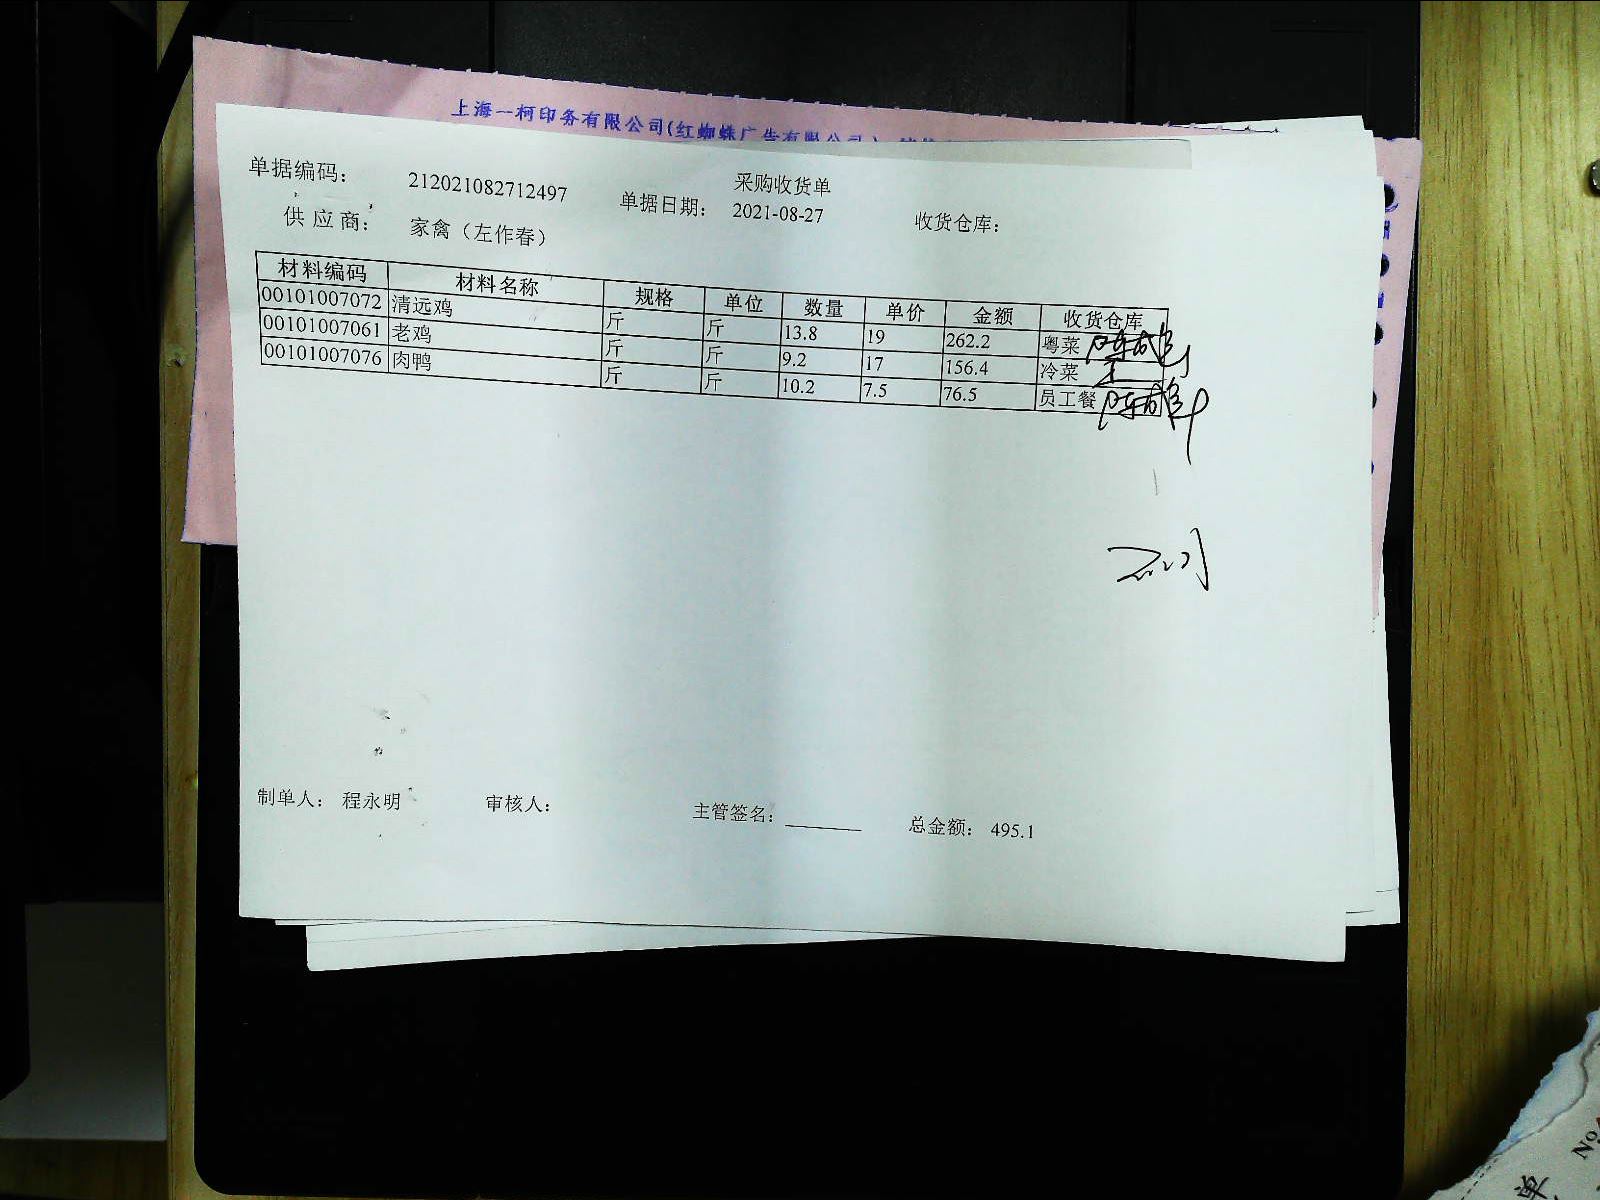 上海一柯印务有限公司(红蜘蛛广告有限公司)
采购收货单
单据编码： 212021082712497 单据日期： 2021-08-27 收货仓库：
供应商： 家禽（左作春）
材料编码 材料名称 规格 单位 数量 单价 金额 收货仓库
00101007072 清远鸡 斤 斤 13.8 19 262.2 粤菜
00101007061 老鸡 斤 斤 9.2 17 156.4 冷菜
00101007076 肉鸭 斤 斤 10.2 7.5 76.5 员工餐
制单人： 程永明 审核人： 主管签名： 总金额： 495.1
No
单